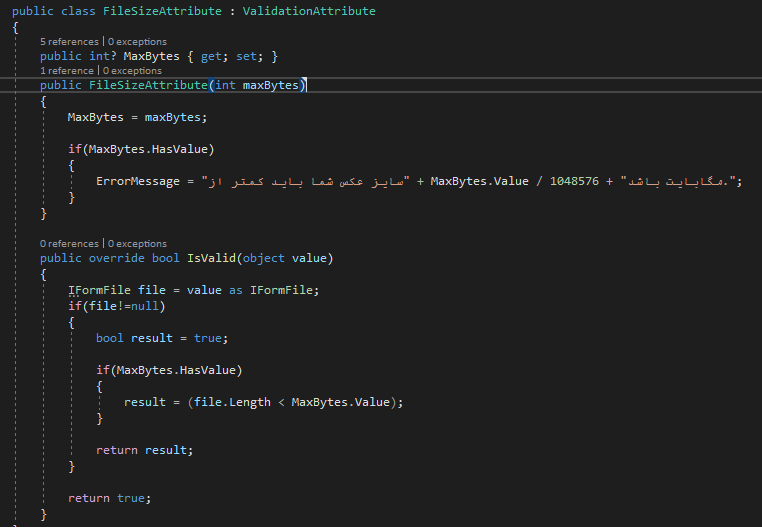 public class FileSizeAttribute : ValidationAttribute
{
5 references | 0 exceptions
public int? MaxBytes { get; set; }
1 reference | 0 exceptions
public FileSizeAttribute(int maxBytes)
{
MaxBytes = maxBytes;
if(MaxBytes.HasValue)
{
ErrorMessage = "سایز عکس شما باید کمتر از" + MaxBytes.Value / 1048576 + "مگابایت باشد.";
}
}
0 references | 0 exceptions
public override bool IsValid(object value)
{
IFormFile file = value as IFormFile;
if(file!=null)
{
bool result = true;
if(MaxBytes.HasValue)
{
result = (file.Length < MaxBytes.Value);
}
return result;
}
return true;
}